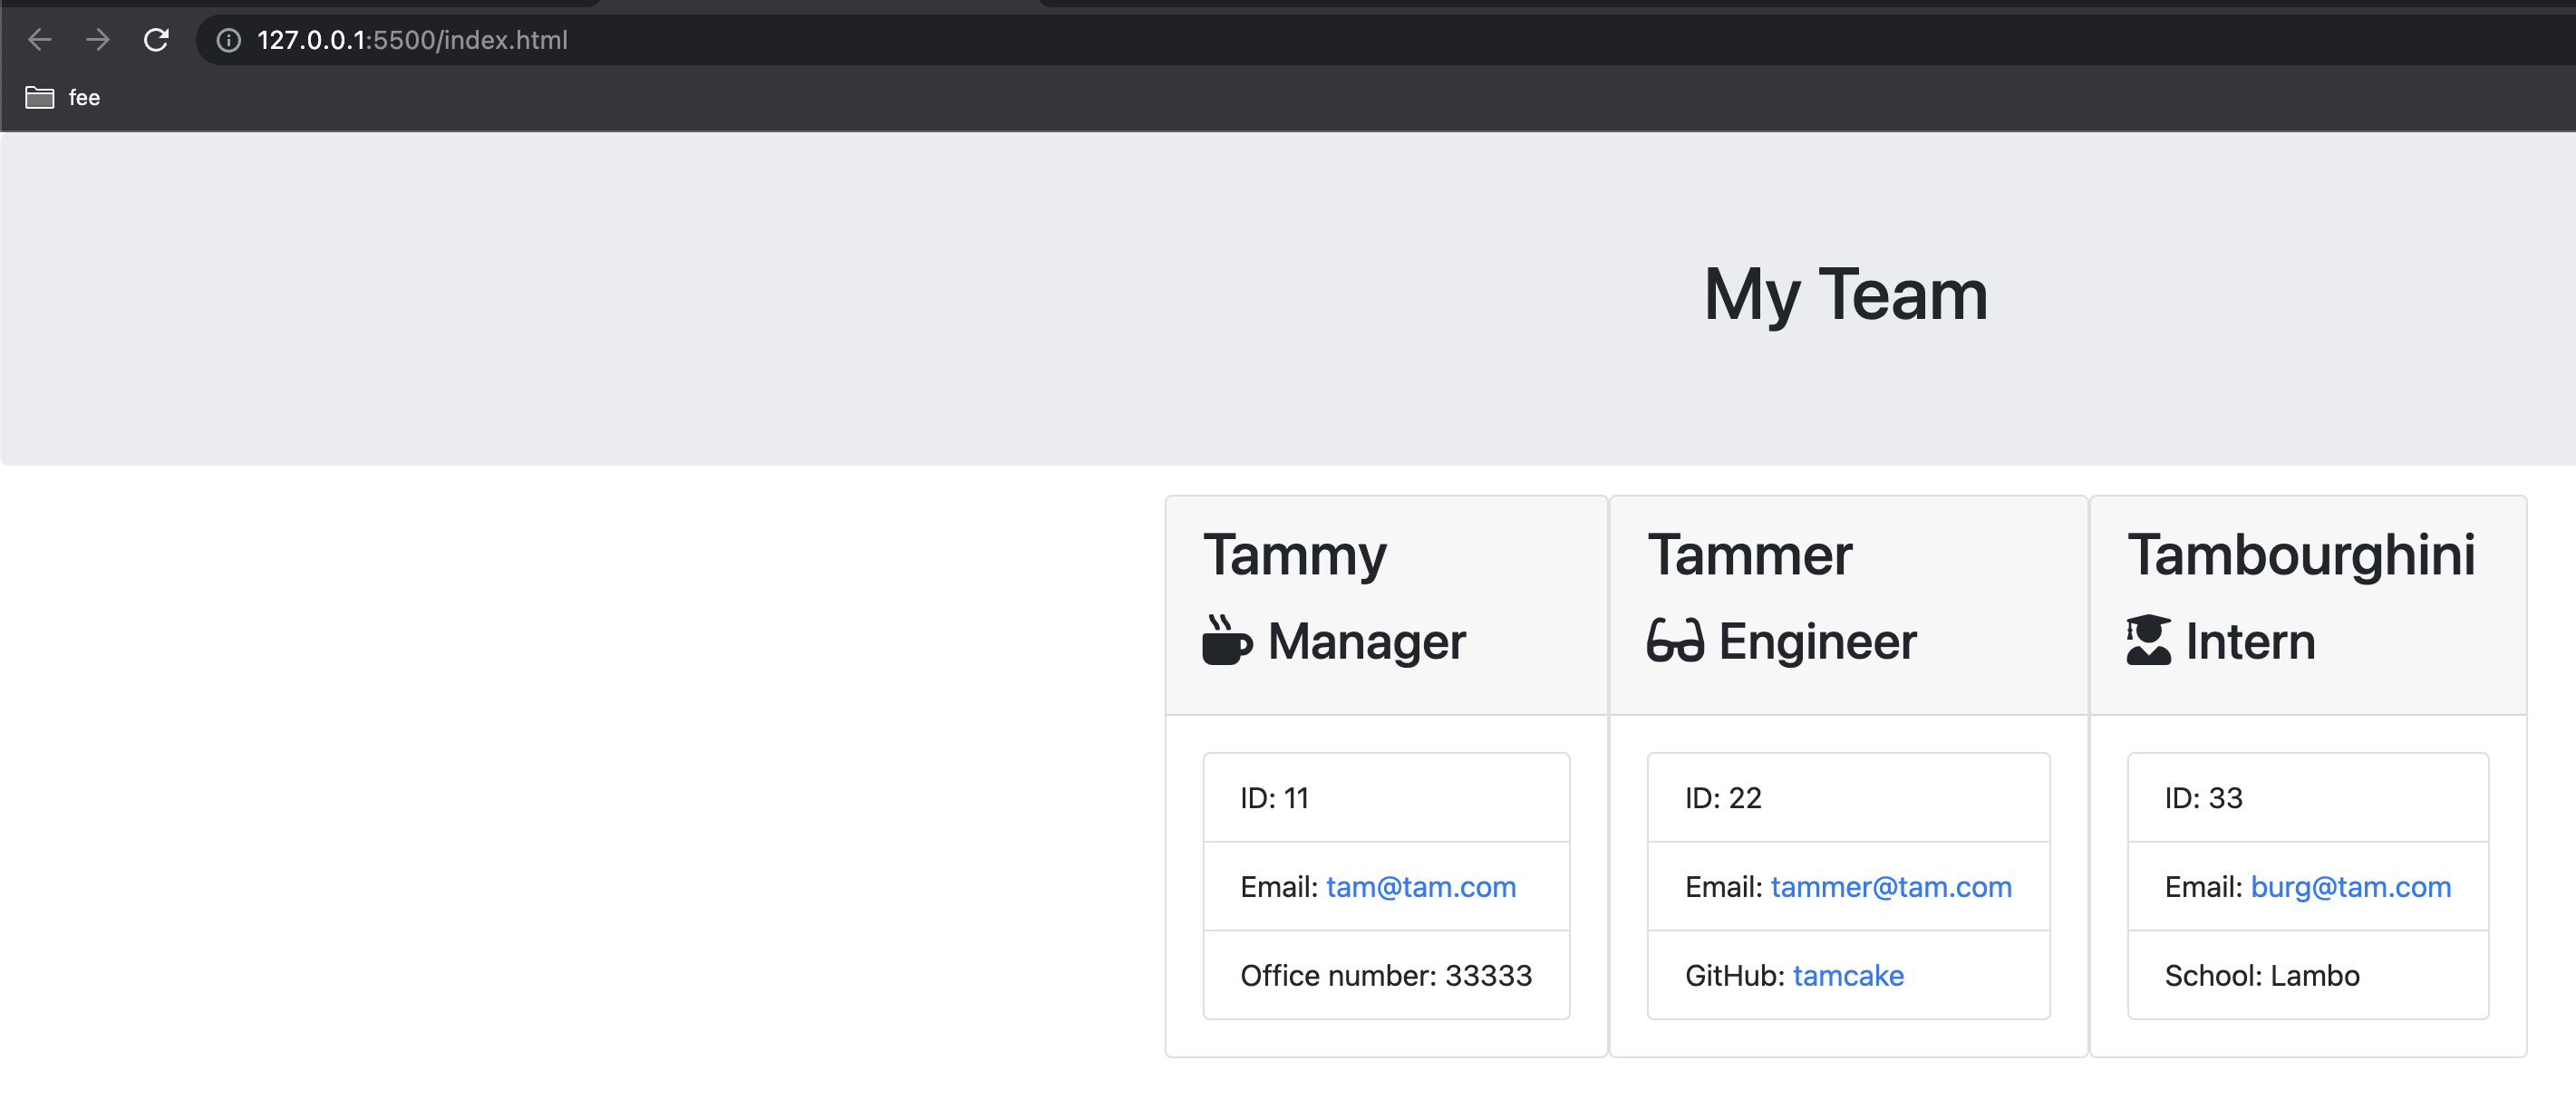 127.0.0.1:5500/index.html
fee
My Team
Tammy
Manager
ID: 11
Email: tam@tam.com
Office number: 33333
Tammer
Engineer
ID: 22
Email: tammer@tam.com
GitHub: tamcake
Tambourghini
Intern
ID: 33
Email: burg@tam.com
School: Lambo